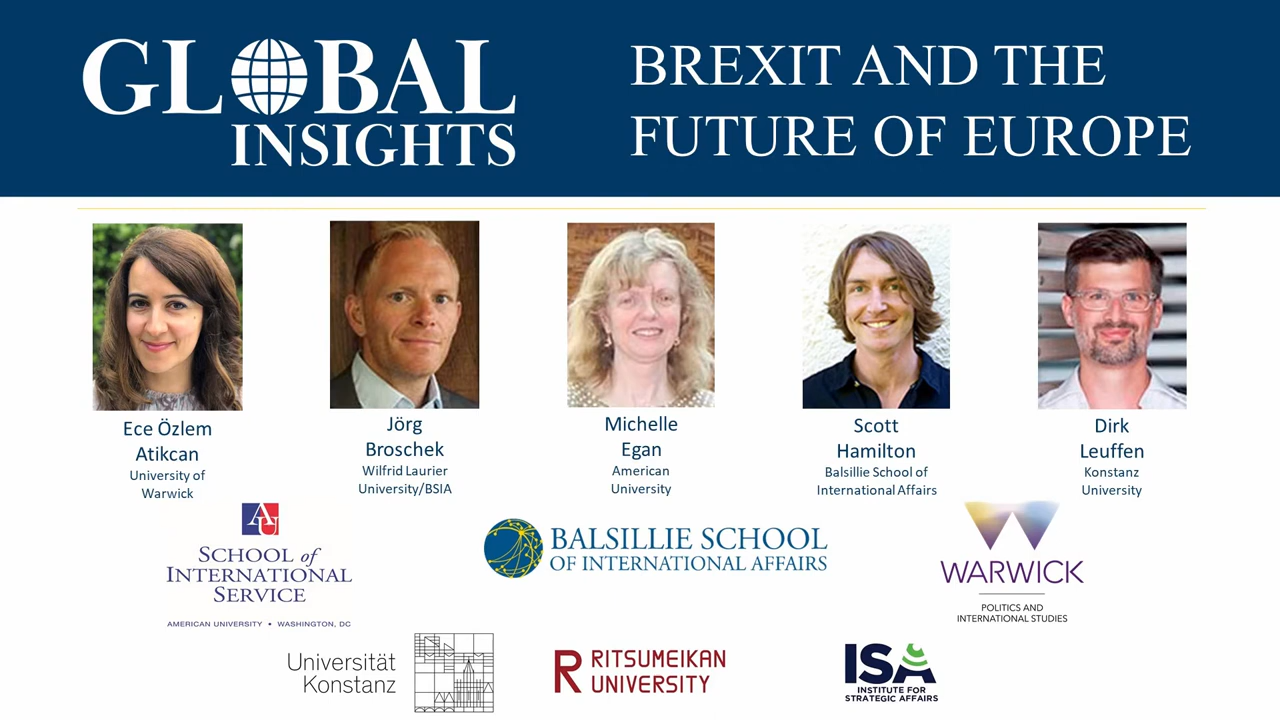 GLOBAL
INSIGHTS
BREXIT AND THE
FUTURE OF EUROPE
Ece Özlem
Atikcan
University of
Warwick
Jörg
Broschek
Wilfrid Laurier
University/BSIA
Michelle
Egan
American
University
Scott
Hamilton
Balsillie School of
International Affairs
Dirk
Leuffen
Konstanz
University
AU
SCHOOL of
INTERNATIONAL
SERVICE
AMERICAN UNIVERSITY • WASHINGTON, DC
BALSILLIE SCHOOL
OF INTERNATIONAL AFFAIRS
WARWICK
POLITICS AND
INTERNATIONAL STUDIES
Universität
Konstanz
R RITSUMEIKAN
UNIVERSITY
ISA
INSTITUTE FOR
STRATEGIC AFFAIRS